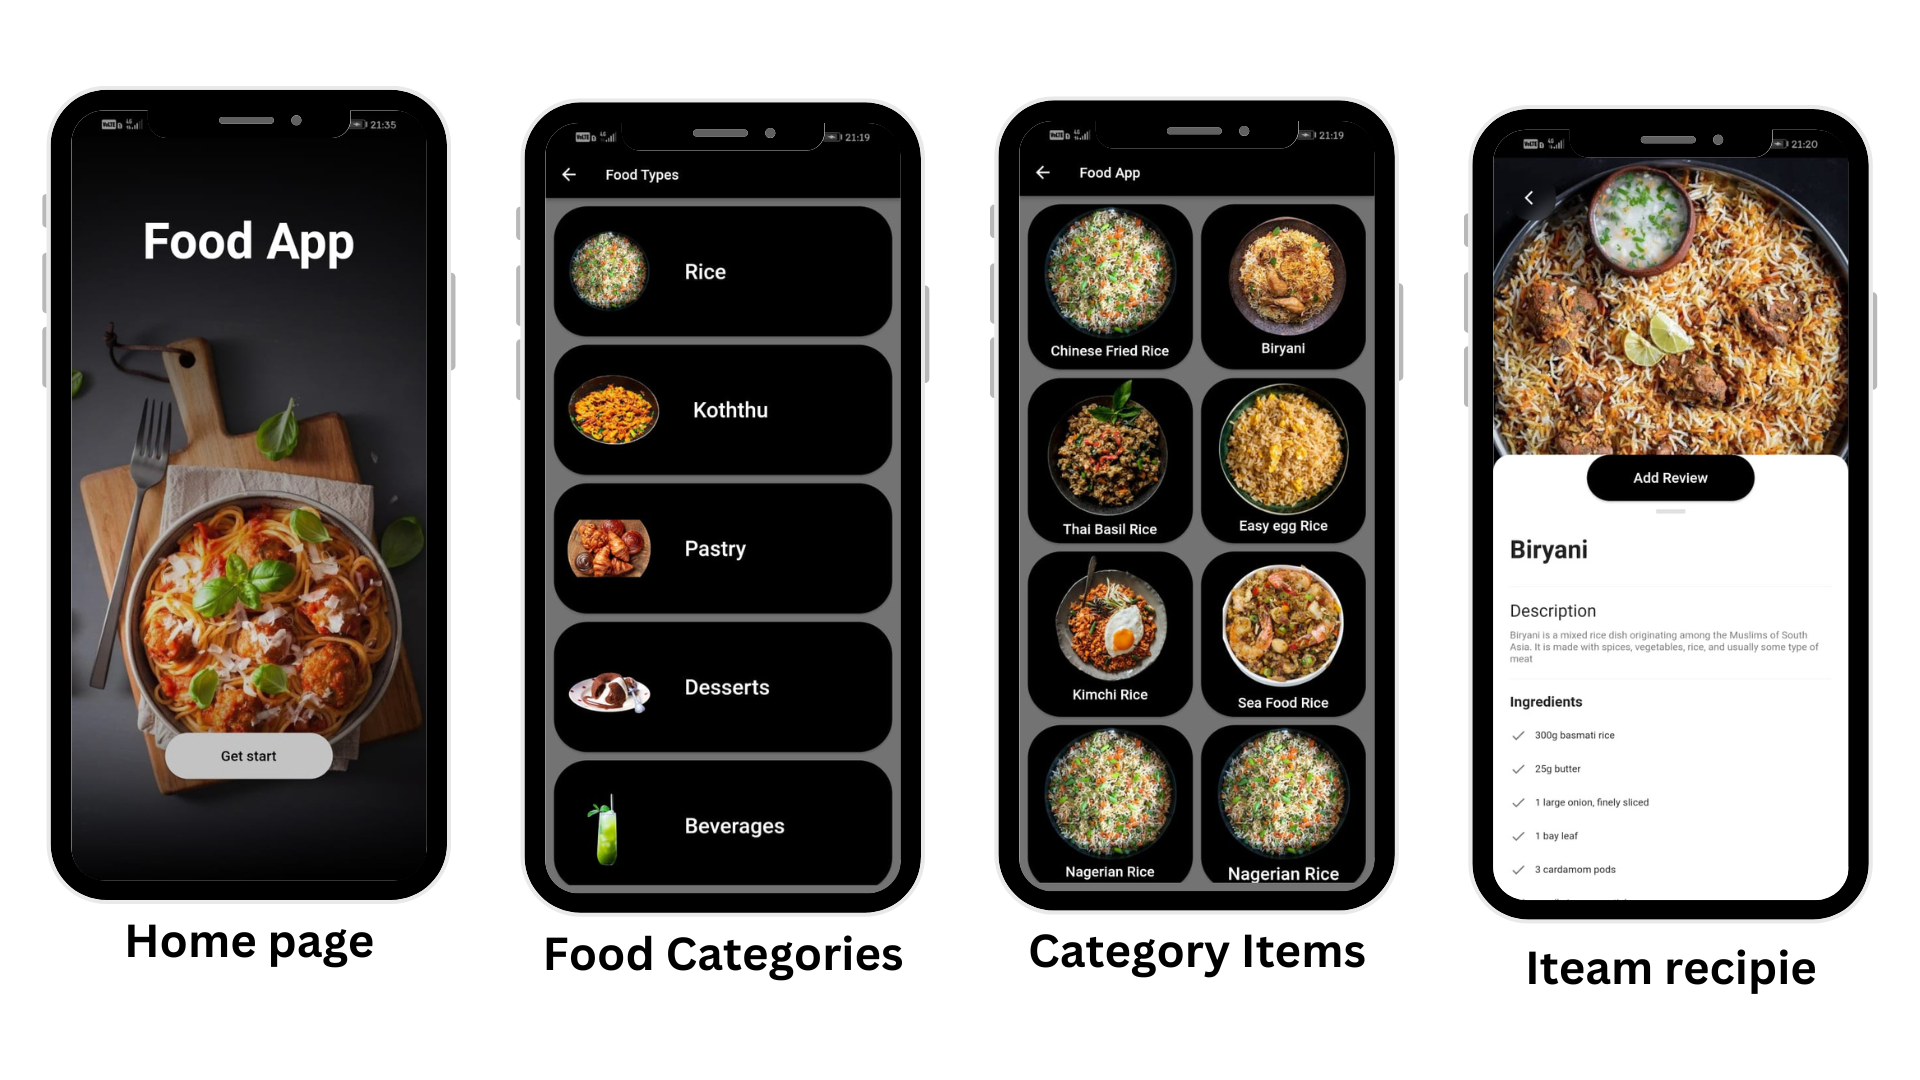 21:35
Food App
Get start
Home page
21:19
Food Types
Rice
Koththu
Pastry
Desserts
Beverages
Food Categories
21:19
Food App
Chinese Fried Rice
Biryani
Thai Basil Rice
Easy egg Rice
Kimchi Rice
Sea Food Rice
Nagerian Rice
Nagerian Rice
Category Items
21:20
Add Review
Biryani
Description
Biryani is a mixed rice dish originating among the Muslims of South
Asia. It is made with spices, vegetables, rice, and usually some type of
meat
Ingredients
300g basmati rice
25g butter
1 large onion, finely sliced
1 bay leaf
3 cardamom pods
Iteam recipie